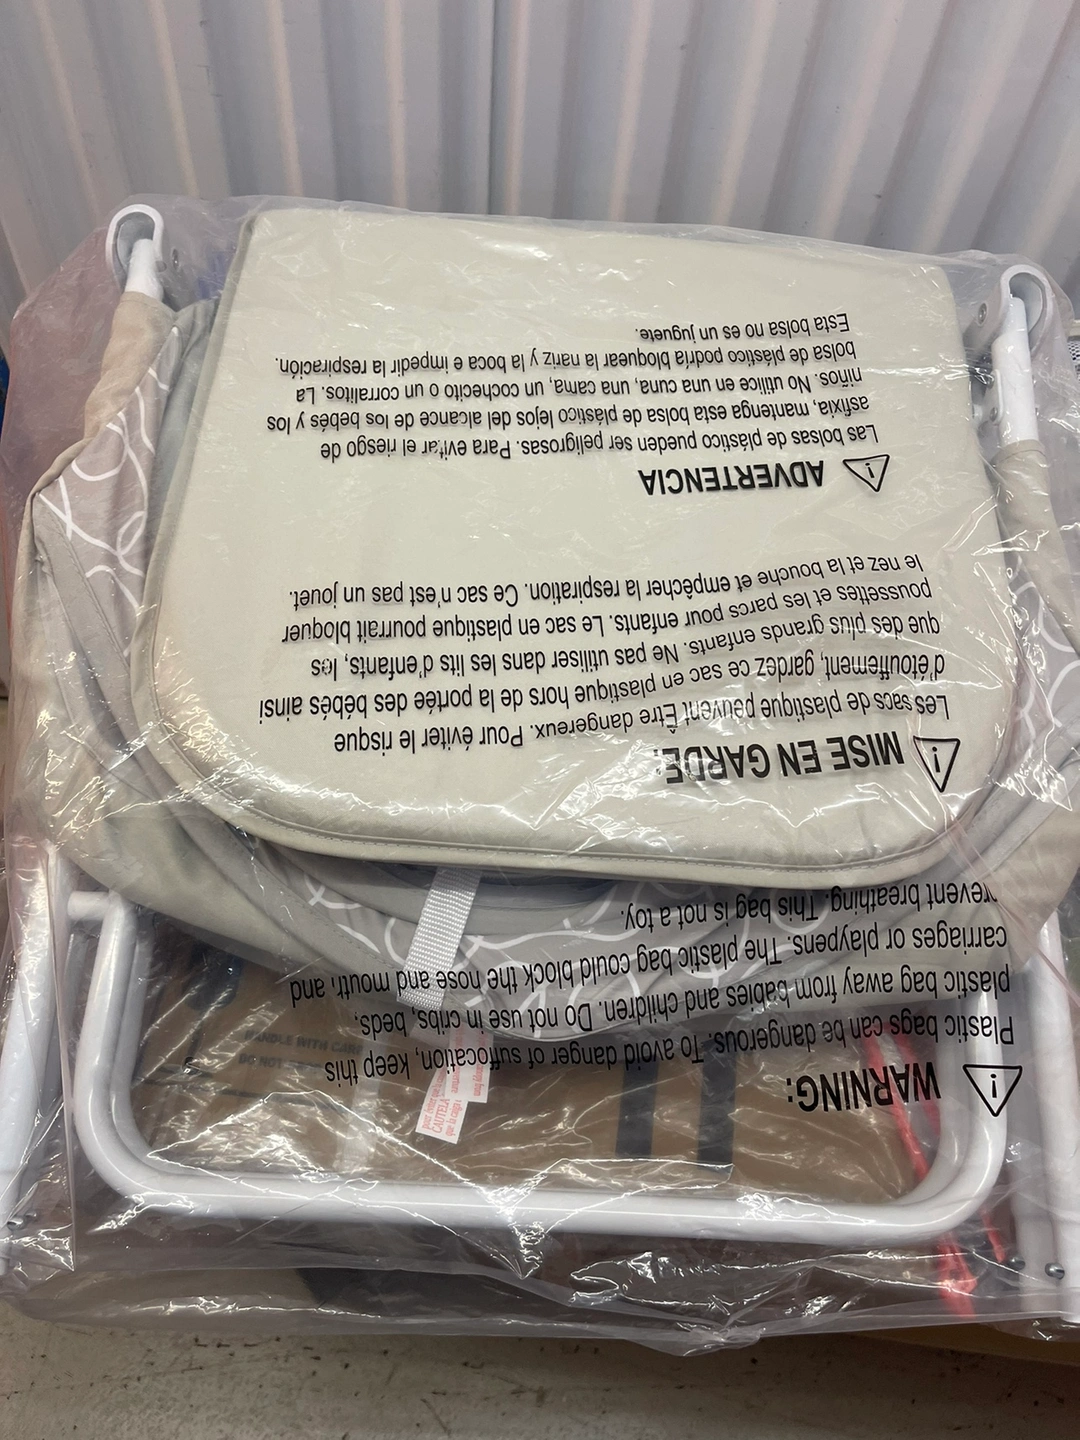 WARNING:
Plastic bags can be dangerous. To avoid danger of suffocation, keep this
plastic bag away from babies and children. Do not use in cribs, beds,
carriages or playpens. The plastic bag could block the nose and mouth and
prevent breathing. This bag is not a toy.
MISE EN GARDE:
Les sacs de plastique peuvent Être dangereux. Pour éviter le risque
d'étouffement, gardez ce sac en plastique hors de la portée des bébés ainsi
que des plus grands enfants. Ne pas utiliser dans les lits d'enfants, les
poussettes et les parcs pour enfants. Le sac en plastique pourrait bloquer
le nez et la bouche et empêcher la respiration. Ce sac n'est pas un jouet.
ADVERTENCIA
Las bolsas de plástico pueden ser peligrosas. Para evitar el riesgo de
asfixia, mantenga esta bolsa de plástico lejos del alcance de los bebés y los
niños. No utilice en una cuna, una cama, un cochecito o un corralitos. La
bolsa de plástico podría bloquear la nariz y la boca e impedir la respiración.
Esta bolsa no es un juguete.
HANDLE WITH CARE
DO NOT
CAUTELA
que la caiga